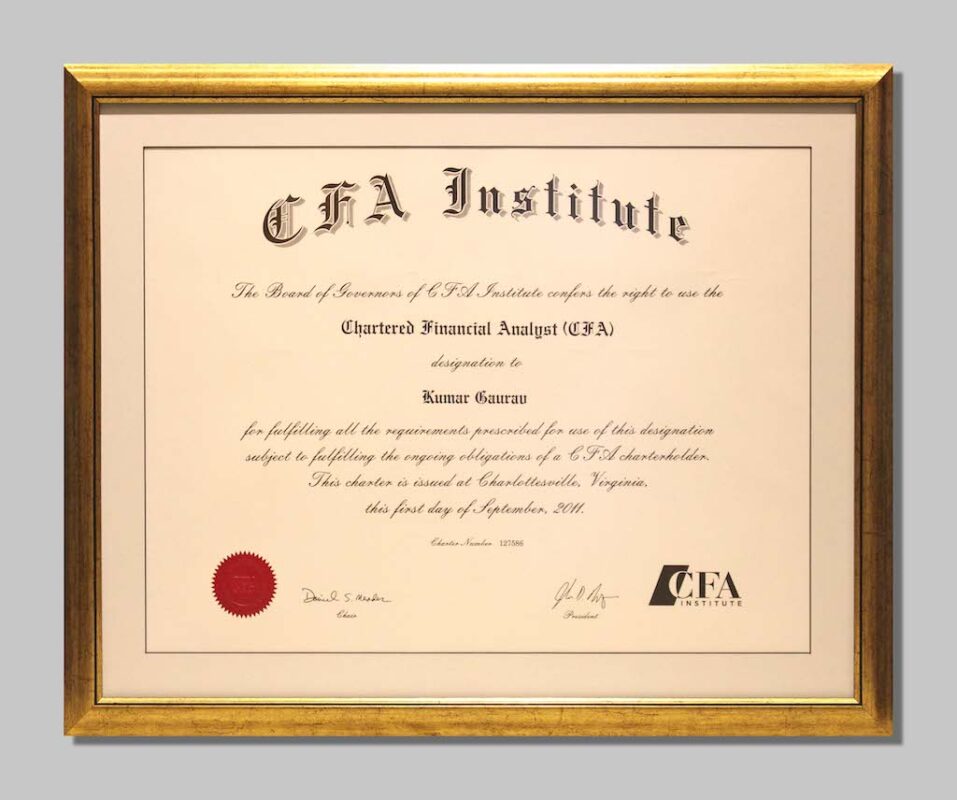 CFA Institute
The Board of Governors of CFA Institute confers the right to use the
Chartered Financial Analyst (CFA)
designation to
Kumar Gaurav
for fulfilling all the requirements prescribed for use of this designation
subject to fulfilling the ongoing obligations of a CFA charterholder.
This charter is issued at Charlottesville, Virginia,
this first day of September, 2011.
Charter Number 127586
CFA
Daniel S. Meader
Chair
President
CFA
INSTITUTE